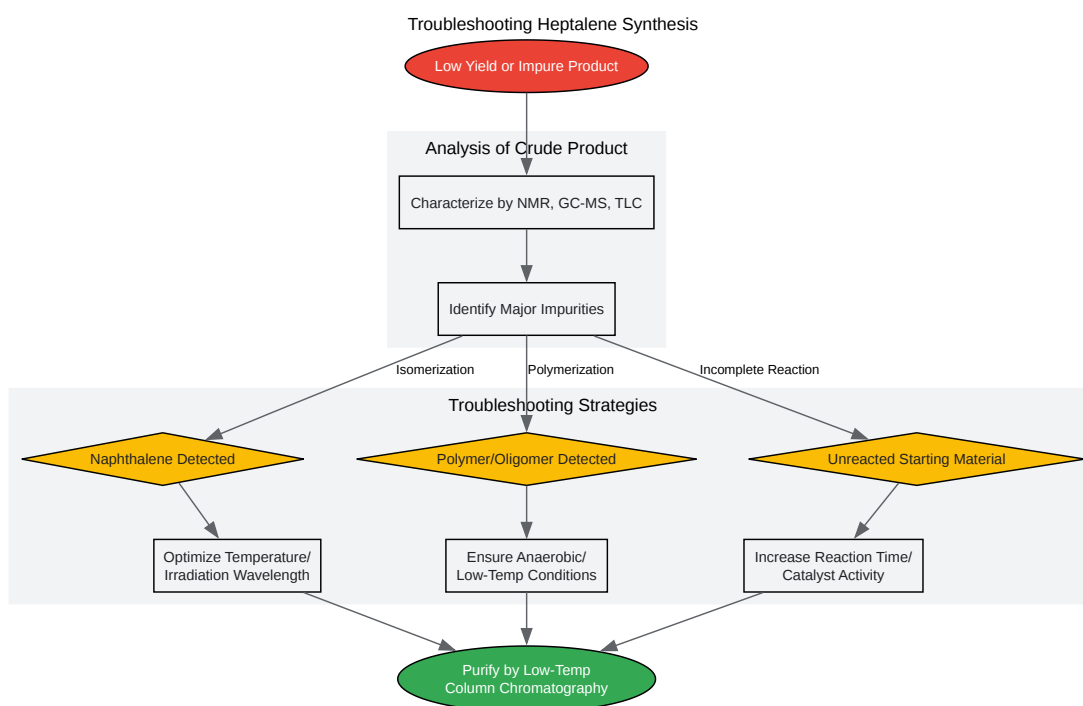 Troubleshooting Heptalene Synthesis
Low Yield or Impure Product
Analysis of Crude Product
Characterize by NMR, GC-MS, TLC
Identify Major Impurities
Isomerization
Polymerization
Incomplete Reaction
Troubleshooting Strategies
Naphthalene Detected
Polymer/Oligomer Detected
Unreacted Starting Material
Optimize Temperature/
Irradiation Wavelength
Ensure Anaerobic/
Low-Temp Conditions
Increase Reaction Time/
Catalyst Activity
Purify by Low-Temp
Column Chromatography